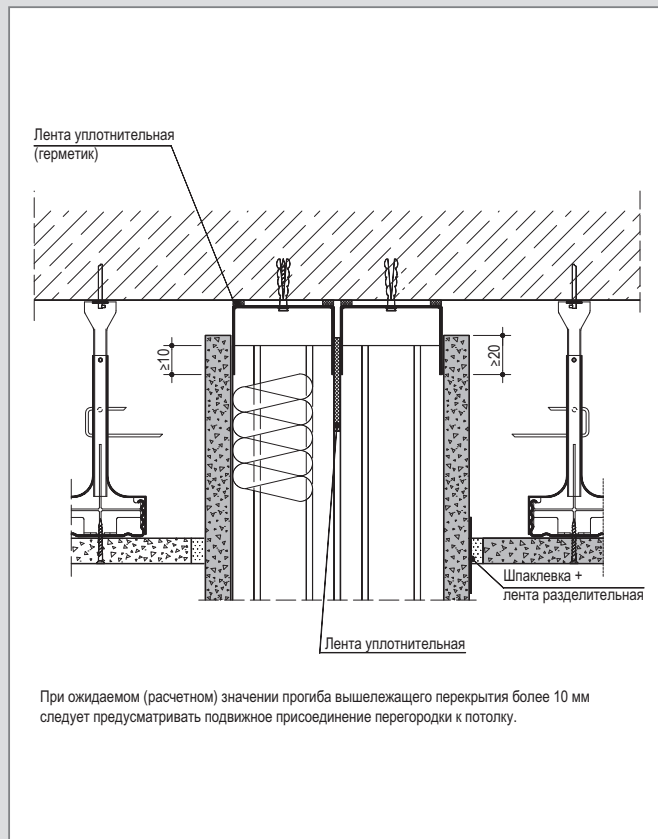 Лента уплотнительная
(герметик)
≥10
≥20
Шпаклевка +
лента разделительная
Лента уплотнительная
При ожидаемом (расчетном) значении прогиба вышележащего перекрытия более 10 мм
следует предусматривать подвижное присоединение перегородки к потолку.